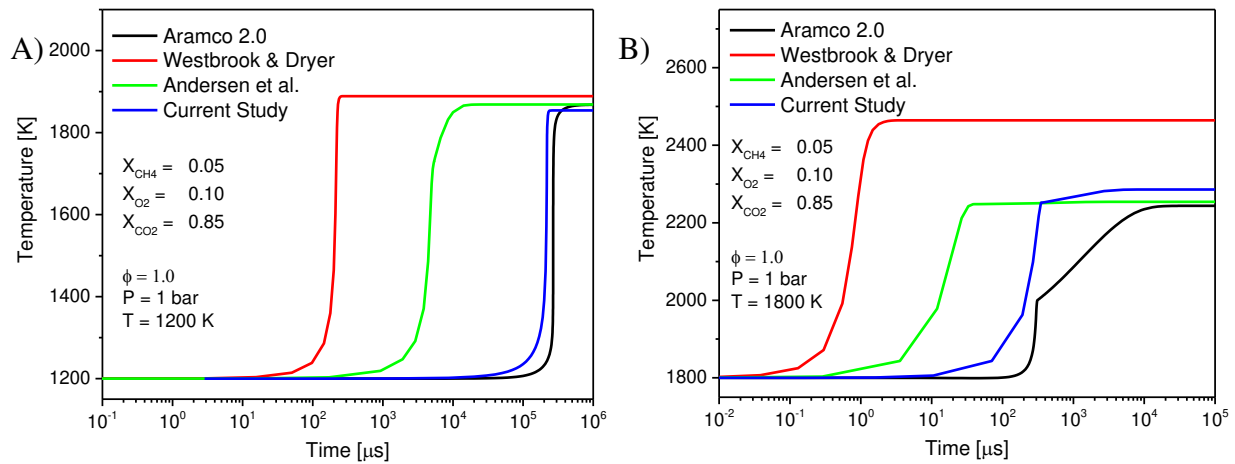 A)
Aramco 2.0
Westbrook & Dryer
Andersen et al.
Current Study
X_CH4 = 0.05
X_O2 = 0.10
X_CO2 = 0.85
ϕ = 1.0
P = 1 bar
T = 1200 K
Temperature [K]
2000
1800
1600
1400
1200
10^-1 10^0 10^1 10^2 10^3 10^4 10^5 10^6
Time [μs]
B)
Aramco 2.0
Westbrook & Dryer
Andersen et al.
Current Study
X_CH4 = 0.05
X_O2 = 0.10
X_CO2 = 0.85
ϕ = 1.0
P = 1 bar
T = 1800 K
Temperature [K]
2600
2400
2200
2000
1800
10^-2 10^-1 10^0 10^1 10^2 10^3 10^4 10^5
Time [μs]